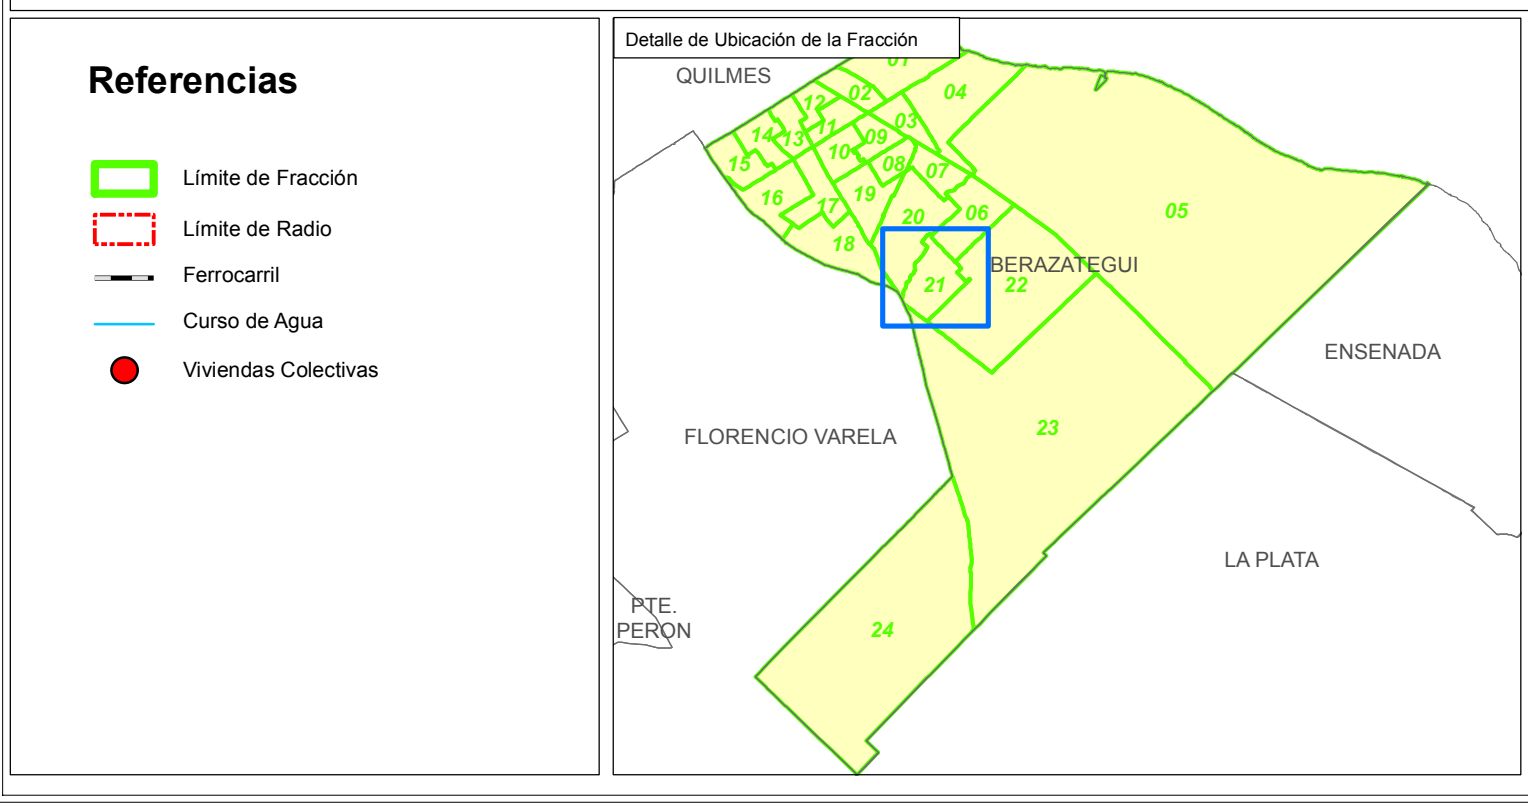 Referencias
Límite de Fracción
Límite de Radio
Ferrocarril
Curso de Agua
Viviendas Colectivas
Detalle de Ubicación de la Fracción
QUILMES
01
02
04
12
03
11
14
13
09
10
15
08
07
16
19
17
06
05
20
18
BERAZATEGUI
21
22
ENSENADA
23
FLORENCIO VARELA
LA PLATA
PTE.
PERON
24